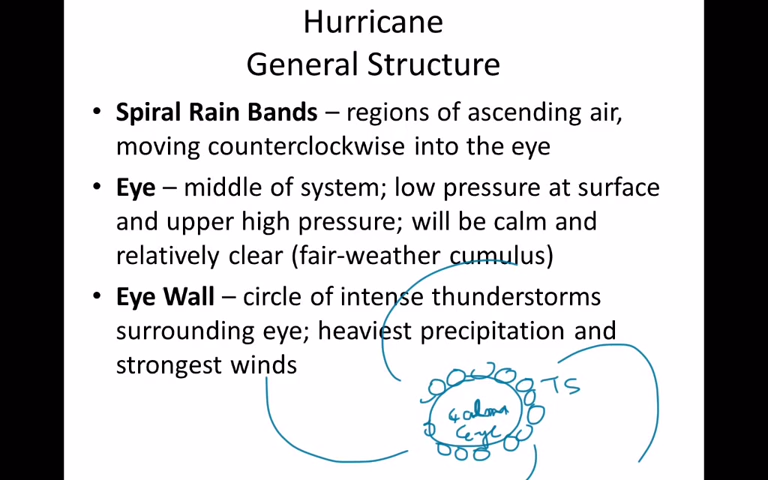 Hurricane
General Structure
• Spiral Rain Bands – regions of ascending air,
moving counterclockwise into the eye
• Eye – middle of system; low pressure at surface
and upper high pressure; will be calm and
relatively clear (fair-weather cumulus)
• Eye Wall – circle of intense thunderstorms
surrounding eye; heaviest precipitation and
strongest winds
TS
eye